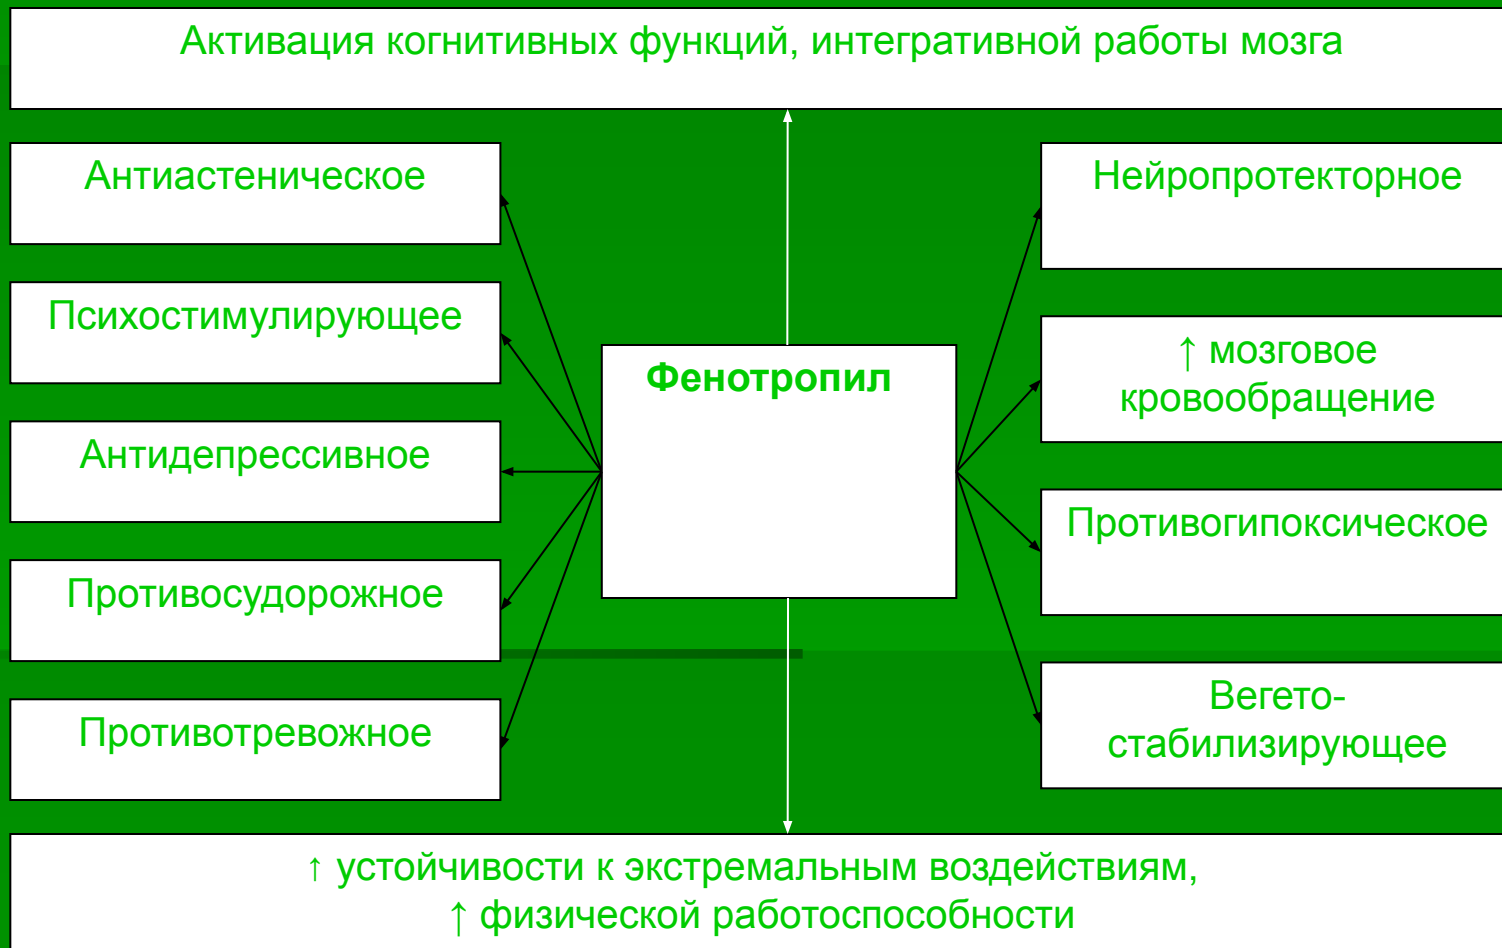 Активация когнитивных функций, интегративной работы мозга
Антиастеническое
Психостимулирующее
Антидепрессивное
Противосудорожное
Противотревожное
Фенотропил
Нейропротекторное
↑ мозговое
кровообращение
Противогипоксическое
Вегето-
стабилизирующее
↑ устойчивости к экстремальным воздействиям,
↑ физической работоспособности